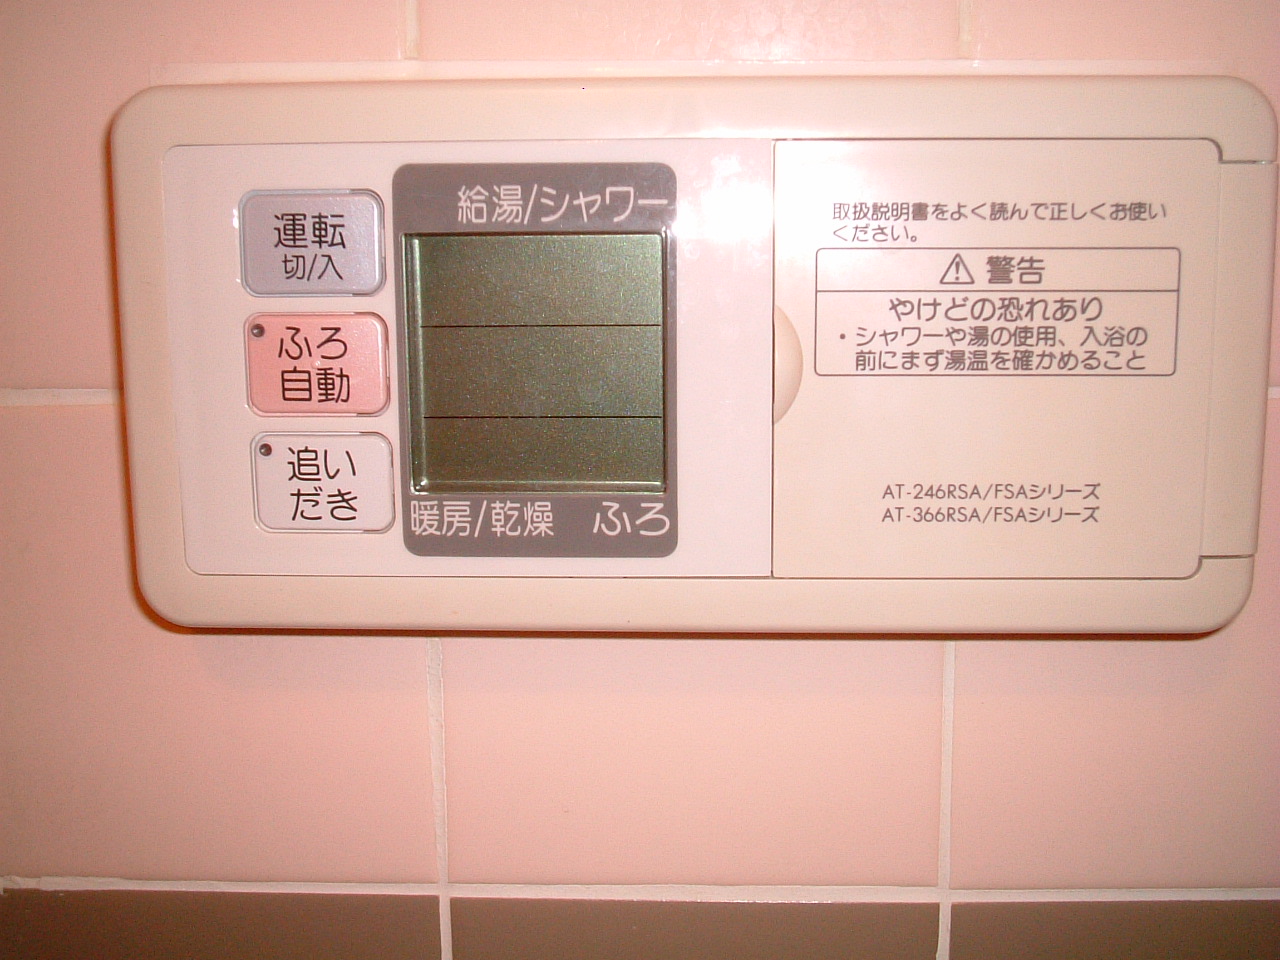 運転
切/入
ふろ
自動
追い
だき
給湯/シャワー
暖房/乾燥 ふろ
取扱説明書をよく読んで正しくお使い
ください。
警告
やけどの恐れあり
・シャワーや湯の使用、入浴の
前にまず湯温を確かめること
AT-246RSA/FSAシリーズ
AT-366RSA/FSAシリーズ